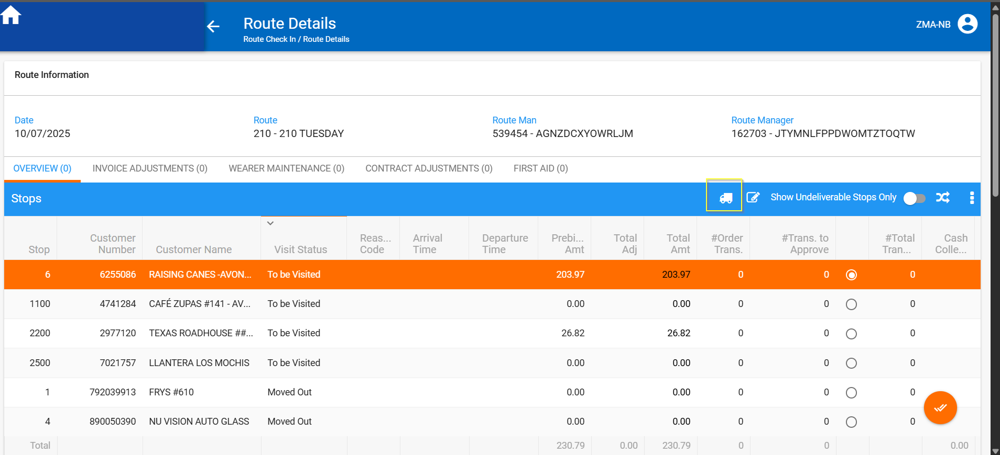 Route Details
Route Check In / Route Details
ZMA-NB
Route Information
Date
10/07/2025
Route
210 - 210 TUESDAY
Route Man
539454 - AGNZDCXYOWRLJM
Route Manager
162703 - JTYMNLFPPDWOMTZTOQTW
OVERVIEW (0) INVOICE ADJUSTMENTS (0) WEARER MAINTENANCE (0) CONTRACT ADJUSTMENTS (0) FIRST AID (0)
Stops Show Undeliverable Stops Only
Stop Customer Number Customer Name Visit Status Reas... Code Arrival Time Departure Time Prebi... Amt Total Adj Total Amt #Order Trans. #Trans. to Approve #Total Tran... Cash Colle...
6 6255086 RAISING CANES -AVON... To be Visited 203.97 203.97 0 0 0
1100 4741284 CAFÉ ZUPAS #141 - AV... To be Visited 0.00 0.00 0 0 0
2200 2977120 TEXAS ROADHOUSE ##... To be Visited 26.82 26.82 0 0 0
2500 7021757 LLANTERA LOS MOCHIS To be Visited 0.00 0.00 0 0 0
1 792039913 FRYS #610 Moved Out 0.00 0.00 0 0 0
4 890050390 NU VISION AUTO GLASS Moved Out 0.00 0.00 0 0 0
Total 230.79 0.00 230.79 0 0 0.00